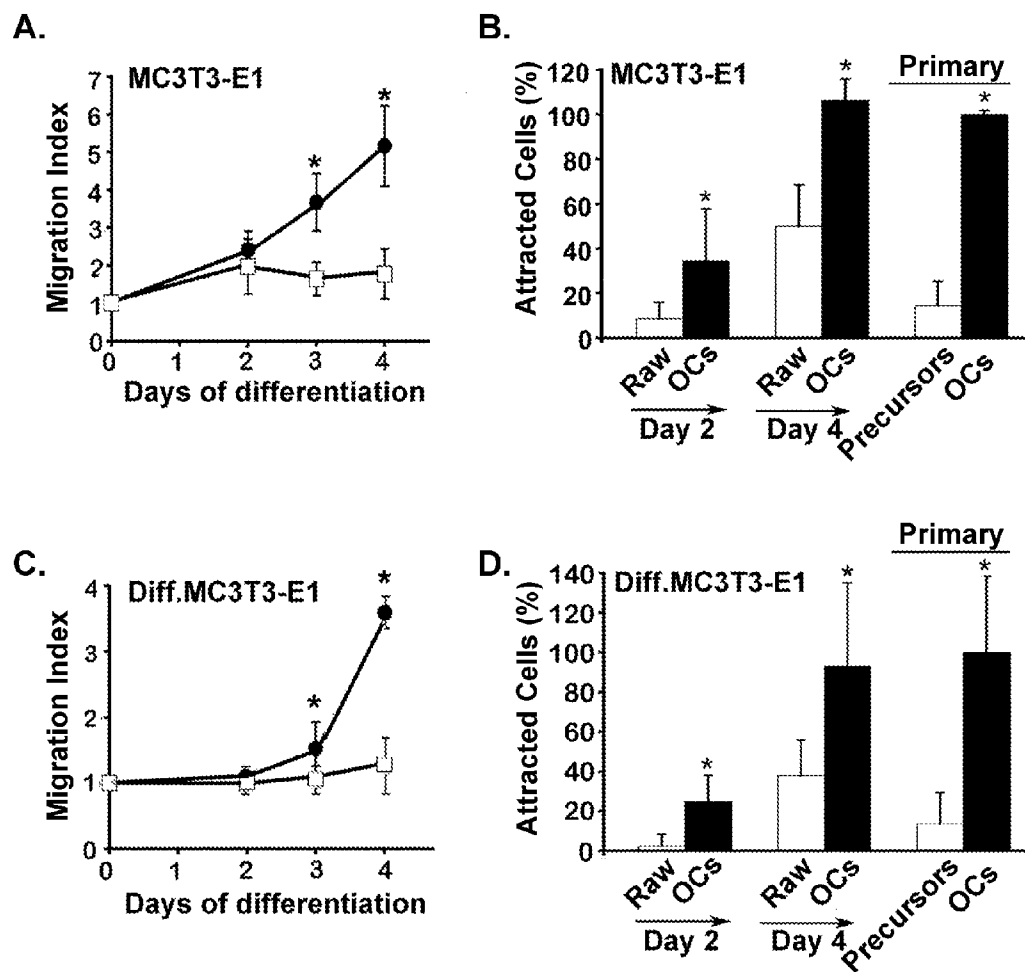 A.
MC3T3-E1
Migration Index
7
6
5
4
3
2
1
0
* *
0 1 2 3 4
Days of differentiation
B.
MC3T3-E1
Primary
Attracted Cells (%)
120
100
80
60
40
20
0
* * *
Raw OCs Raw OCs Precursors OCs
Day 2 Day 4
C.
Diff.MC3T3-E1
Migration Index
4
3
2
1
0
* *
0 1 2 3 4
Days of differentiation
D.
Diff.MC3T3-E1
Primary
Attracted Cells (%)
140
120
100
80
60
40
20
0
* * *
Raw OCs Raw OCs Precursors OCs
Day 2 Day 4